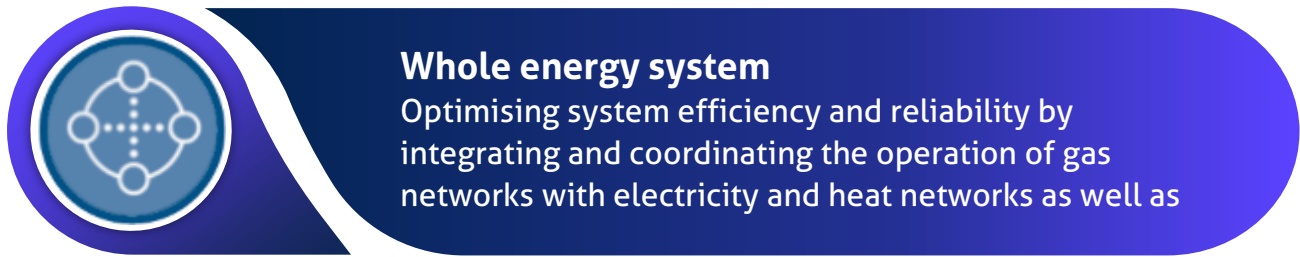 Whole energy system
Optimising system efficiency and reliability by
integrating and coordinating the operation of gas
networks with electricity and heat networks as well as